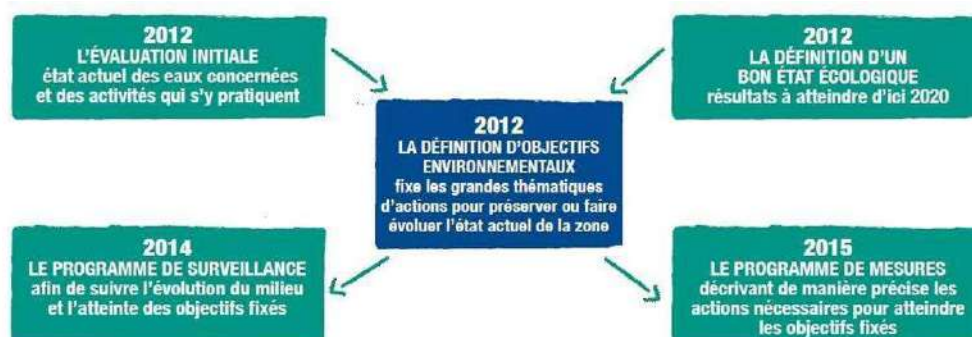 2012
L'ÉVALUATION INITIALE
état actuel des eaux concernées
et des activités qui s'y pratiquent
2012
LA DÉFINITION D'UN
BON ÉTAT ÉCOLOGIQUE
résultats à atteindre d'ici 2020
2012
LA DÉFINITION D'OBJECTIFS
ENVIRONNEMENTAUX
fixe les grandes thématiques
d'actions pour préserver ou faire
évoluer l'état actuel de la zone
2014
LE PROGRAMME DE SURVEILLANCE
afin de suivre l'évolution du milieu
et l'atteinte des objectifs fixés
2015
LE PROGRAMME DE MESURES
décrivant de manière précise les
actions nécessaires pour atteindre
les objectifs fixés